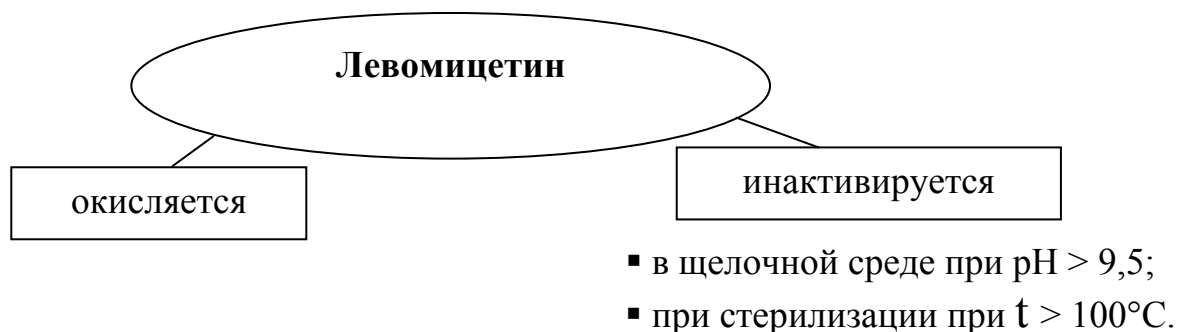 Левомицетин
окисляется
инактивируется
▪ в щелочной среде при pH > 9,5;
▪ при стерилизации при t > 100°C.